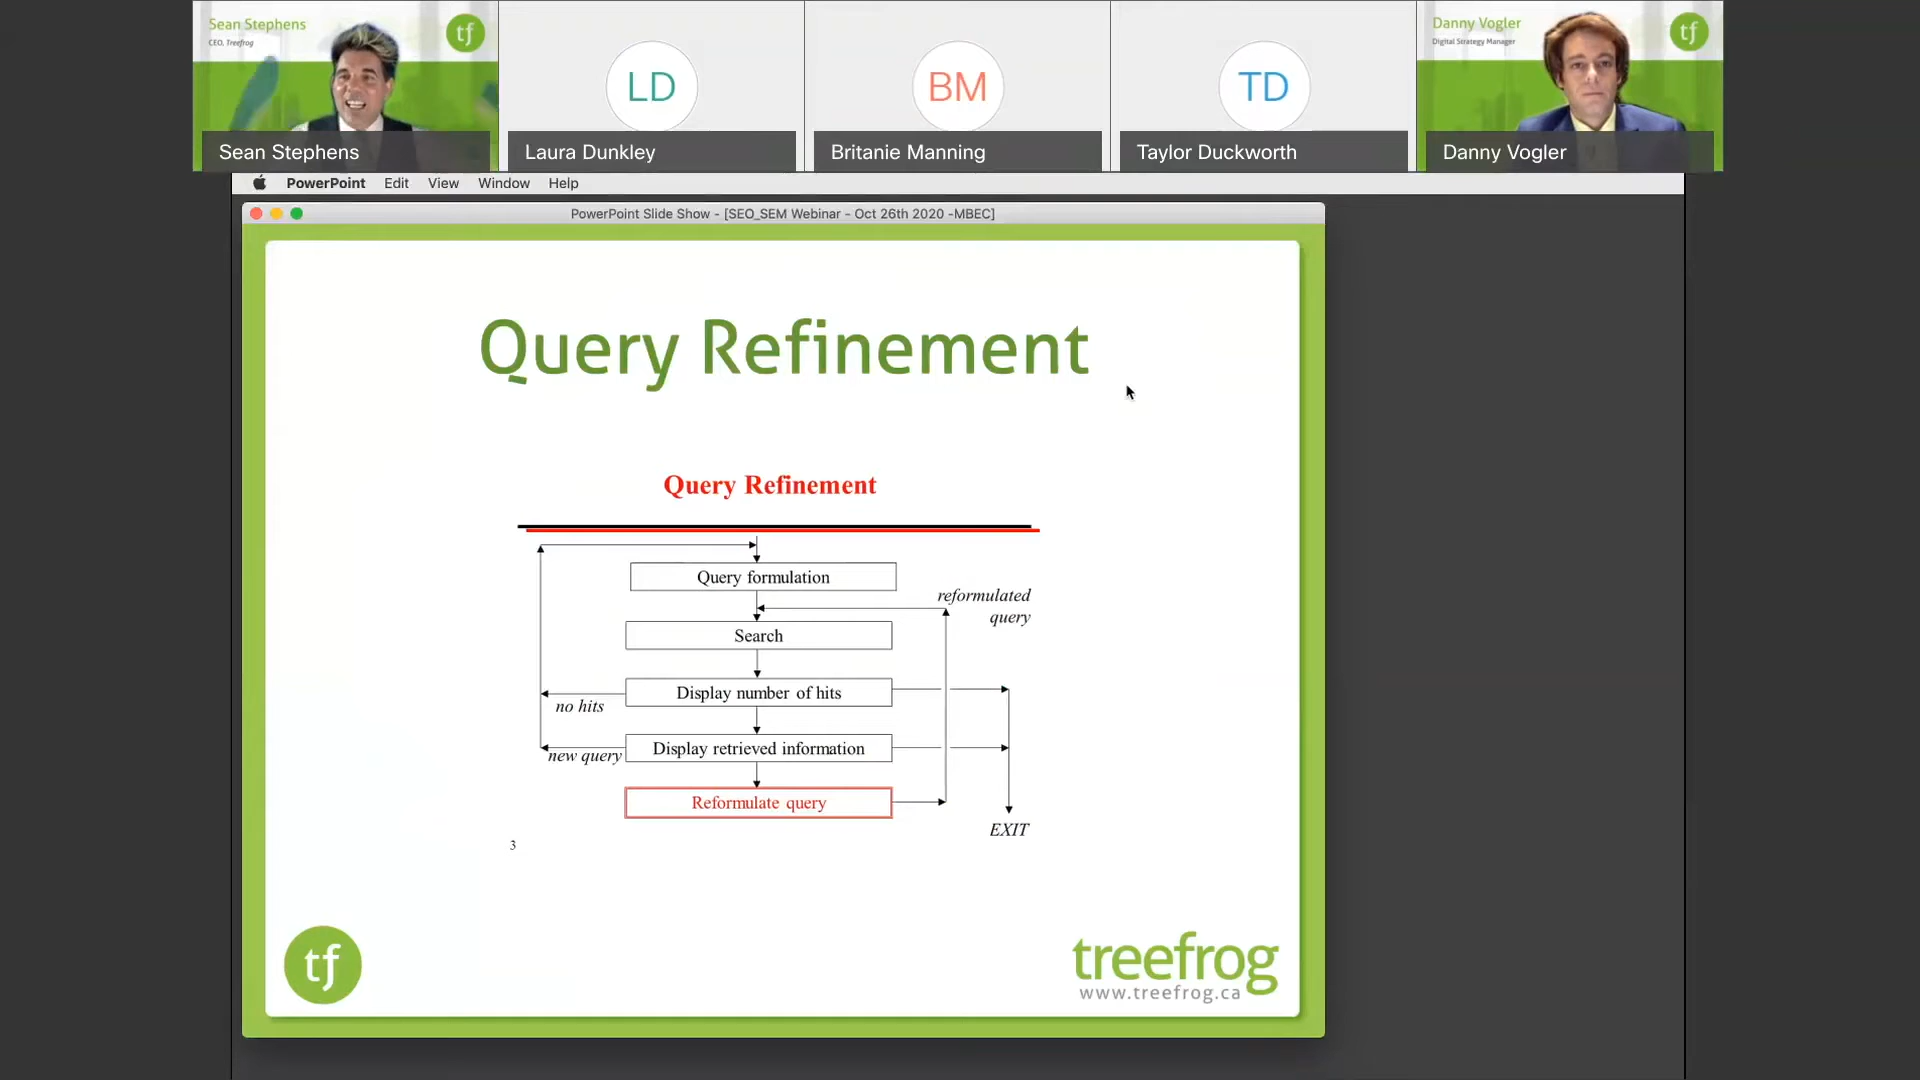 Sean Stephens
CEO, Treefrog
tf
LD
BM
TD
Danny Vogler
Digital Strategy Manager
tf
Sean Stephens
Laura Dunkley
Britanie Manning
Taylor Duckworth
Danny Vogler
PowerPoint Edit View Window Help
PowerPoint Slide Show - [SEO_SEM Webinar - Oct 26th 2020 -MBEC]
Query Refinement
Query Refinement
Query formulation
reformulated
query
Search
Display number of hits
no hits
Display retrieved information
new query
Reformulate query
EXIT
3
tf
treefrog
www.treefrog.ca